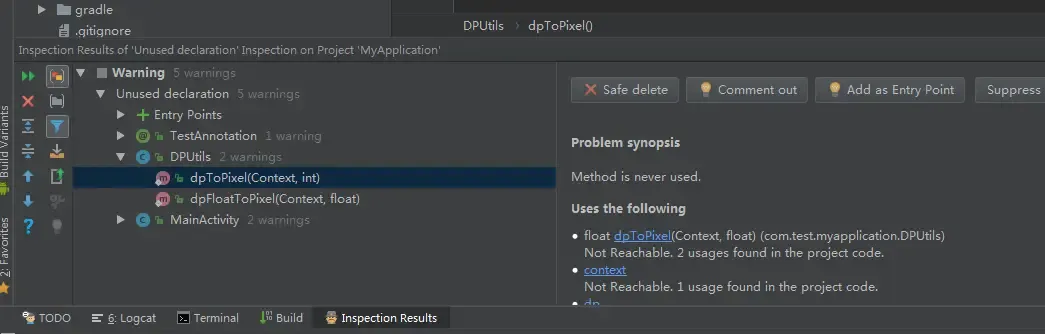 gradle
.gitignore
DPUtils dpToPixel()
Inspection Results of 'Unused declaration' Inspection on Project 'MyApplication'
Warning 5 warnings
Unused declaration 5 warnings
Entry Points
TestAnnotation 1 warning
DPUtils 2 warnings
dpToPixel(Context, int)
dpFloatToPixel(Context, float)
MainActivity 2 warnings
Safe delete Comment out Add as Entry Point Suppress
Problem synopsis
Method is never used.
Uses the following
• float dpToPixel(Context, float) (com.test.myapplication.DPUtils)
Not Reachable. 2 usages found in the project code.
• context
Not Reachable. 1 usage found in the project code.
• dp
Build Variants
2: Favorites
TODO 6: Logcat Terminal Build Inspection Results